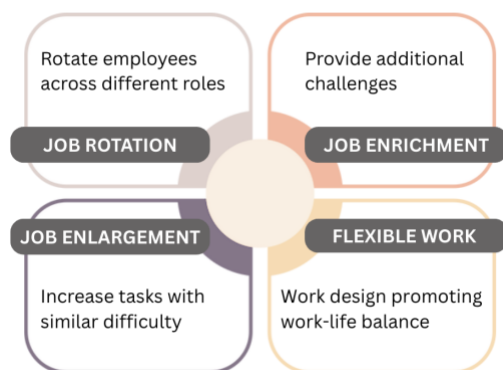 Rotate employees
across different roles
JOB ROTATION
Provide additional
challenges
JOB ENRICHMENT
JOB ENLARGEMENT
Increase tasks with
similar difficulty
FLEXIBLE WORK
Work design promoting
work-life balance